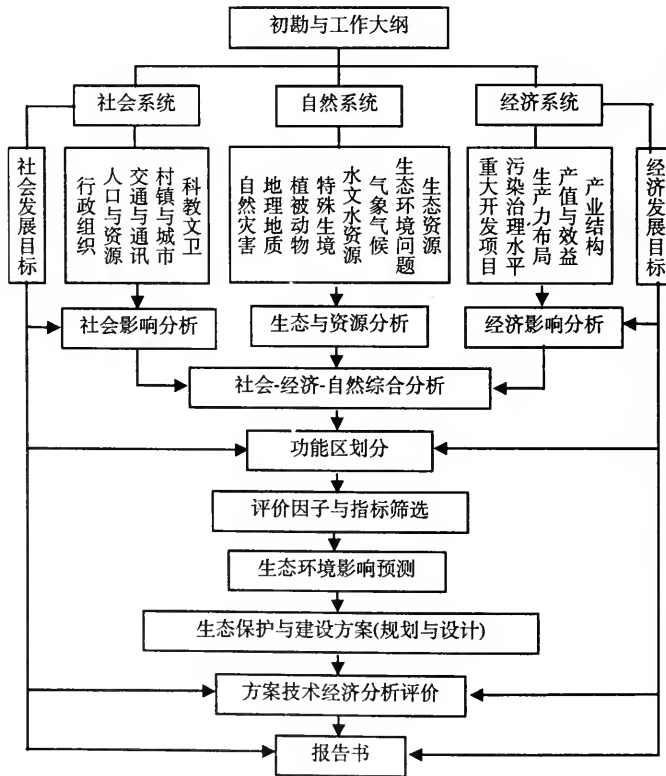 初勘与工作大纲
社会系统
自然系统
经济系统
社会发展目标
行政组织
人口与资源
交通与通讯
村镇与城市
科教文卫
自然灾害
地理地质
植被动物
特殊生境
水文水资源
气象气候
生态环境问题
生态资源
重大开发项目
污染治理水平
生产力布局
产值与效益
产业结构
经济发展目标
社会影响分析
生态与资源分析
经济影响分析
社会-经济-自然综合分析
功能区划分
评价因子与指标筛选
生态环境影响预测
生态保护与建设方案(规划与设计)
方案技术经济分析评价
报告书